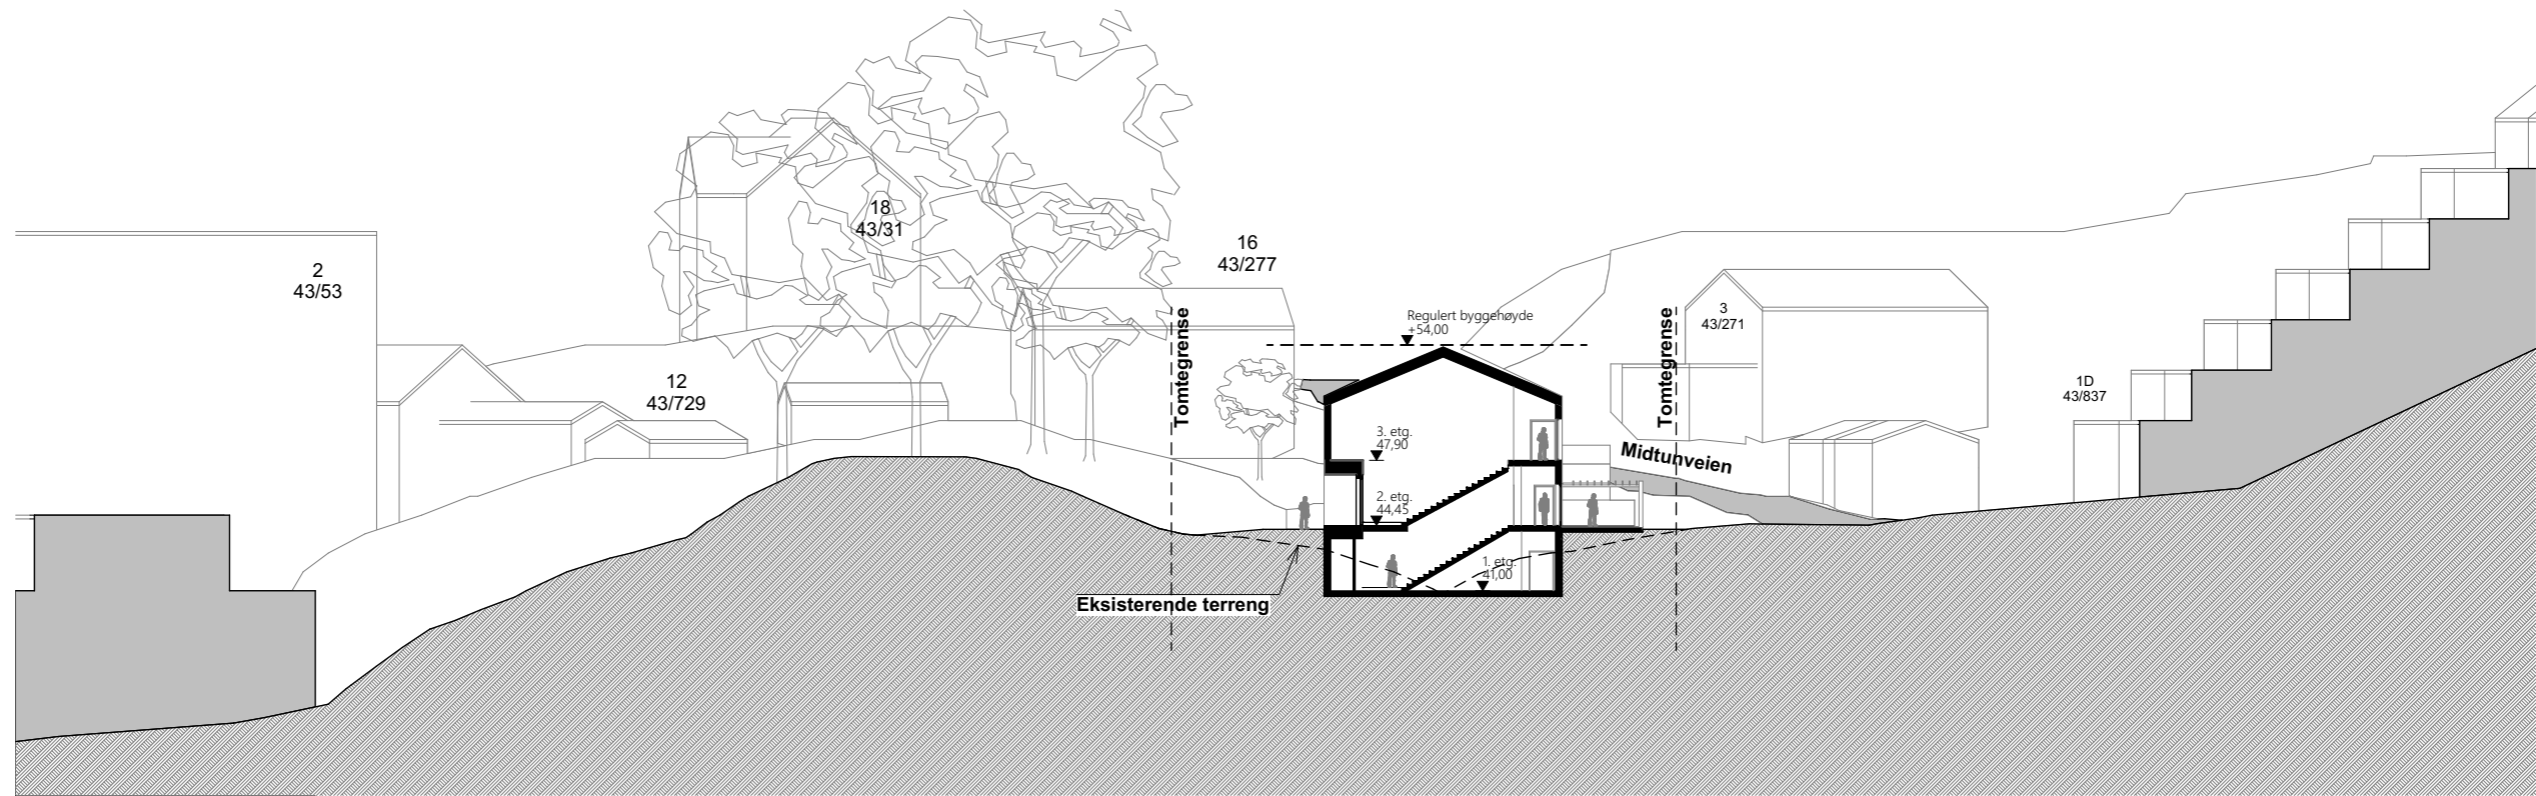 18
43/31
2
43/53
16
43/277
Regulert byggehøyde
+54,00
3
43/271
Tomtegrense
Tomtegrense
12
43/729
1D
43/837
3. etg.
47,90
Midtunveien
2. etg.
44,45
1. etg.
41,00
Eksisterende terreng